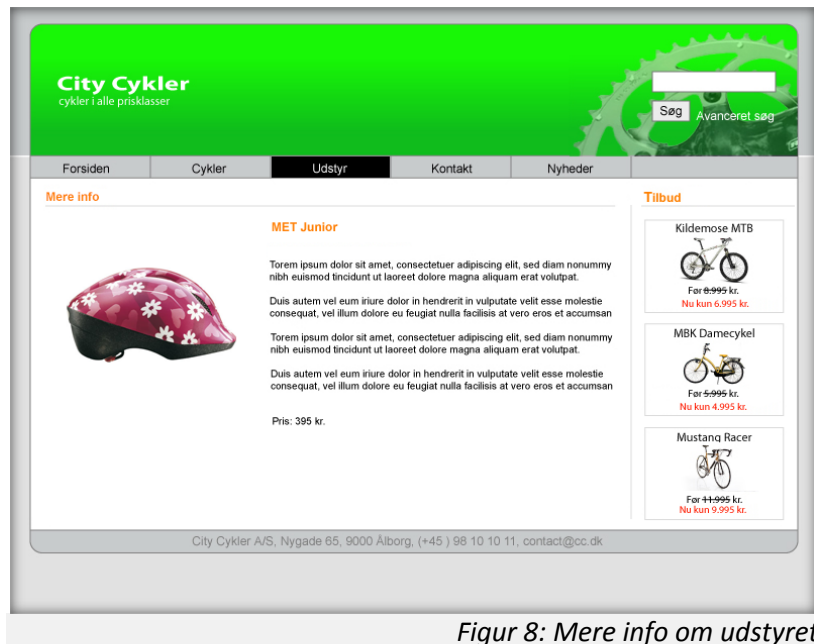 City Cykler
cykler i alle prisklasser
Søg
Avanceret søg
Forsiden
Cykler
Udstyr
Kontakt
Nyheder
Mere info
MET Junior
Torem ipsum dolor sit amet, consectetuer adipiscing elit, sed diam nonummy
nibh euismod tincidunt ut laoreet dolore magna aliquam erat volutpat.
Duis autem vel eum iriure dolor in hendrerit in vulputate velit esse molestie
consequat, vel illum dolore eu feugiat nulla facilisis at vero eros et accumsan
Torem ipsum dolor sit amet, consectetuer adipiscing elit, sed diam nonummy
nibh euismod tincidunt ut laoreet dolore magna aliquam erat volutpat.
Duis autem vel eum iriure dolor in hendrerit in vulputate velit esse molestie
consequat, vel illum dolore eu feugiat nulla facilisis at vero eros et accumsan
Pris: 395 kr.
Tilbud
Kildemose MTB
Før 8.995 kr.
Nu kun 6.995 kr.
MBK Damecykel
Før 5.995 kr.
Nu kun 4.995 kr.
Mustang Racer
Før 11.995 kr.
Nu kun 9.995 kr.
City Cykler A/S, Nygade 65, 9000 Ålborg, (+45 ) 98 10 10 11, contact@cc.dk
Figur 8: Mere info om udstyret